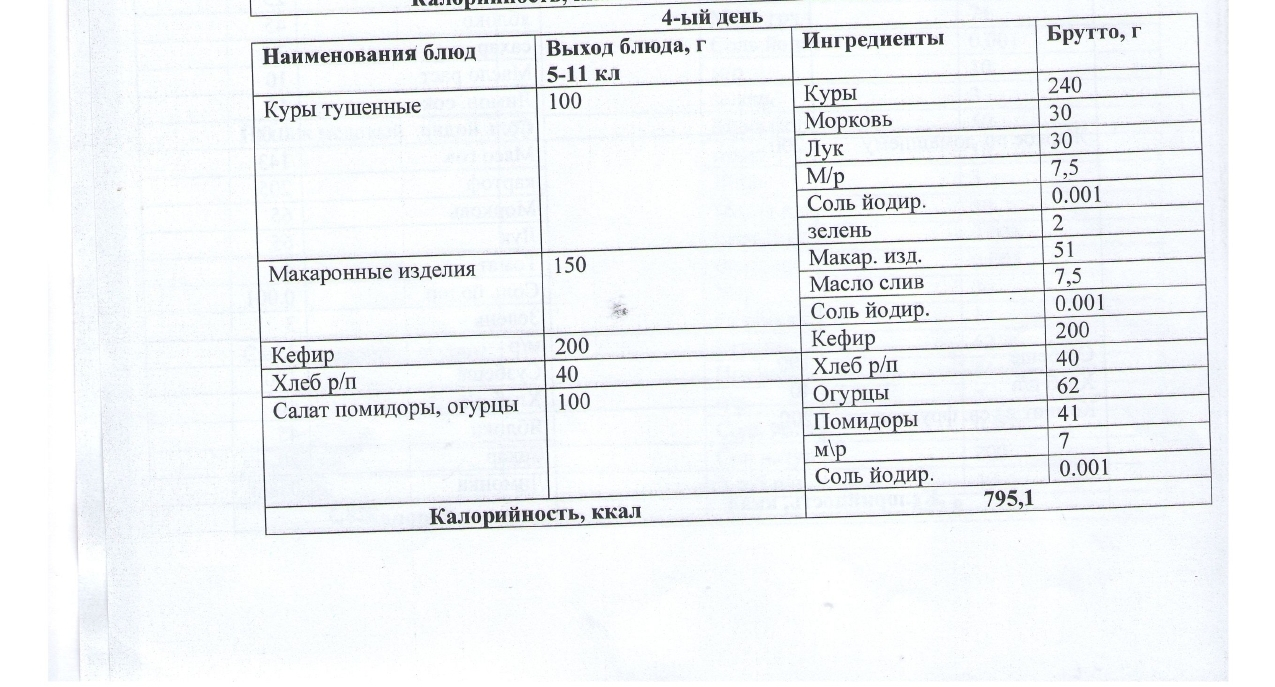 4-ый день
Наименования блюд Выход блюда, г Ингредиенты Брутто, г
5-11 кл
Куры тушенные 100 Куры 240
Морковь 30
Лук 30
М/р 7,5
Соль йодир. 0.001
зелень 2
Макаронные изделия 150 Макар. изд. 51
Масло слив 7,5
Соль йодир. 0.001
Кефир 200 Кефир 200
Хлеб р/п 40 Хлеб р/п 40
Салат помидоры, огурцы 100 Огурцы 62
Помидоры 41
м\р 7
Соль йодир. 0.001
Калорийность, ккал 795,1